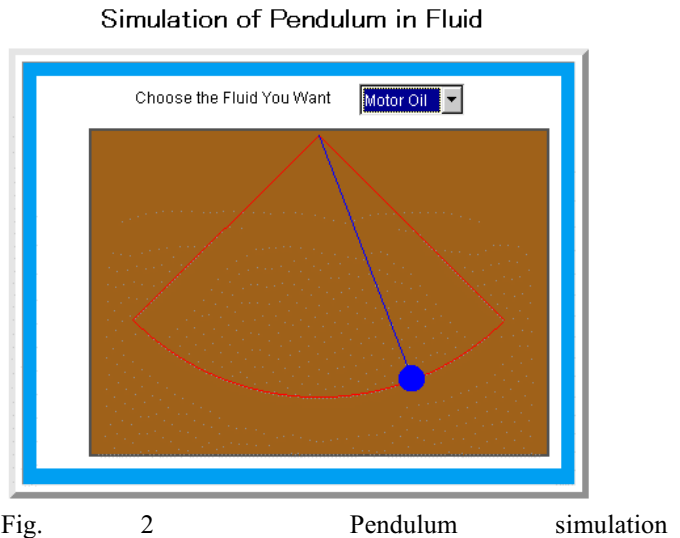 Simulation of Pendulum in Fluid
Choose the Fluid You Want Motor Oil
Fig. 2 Pendulum simulation